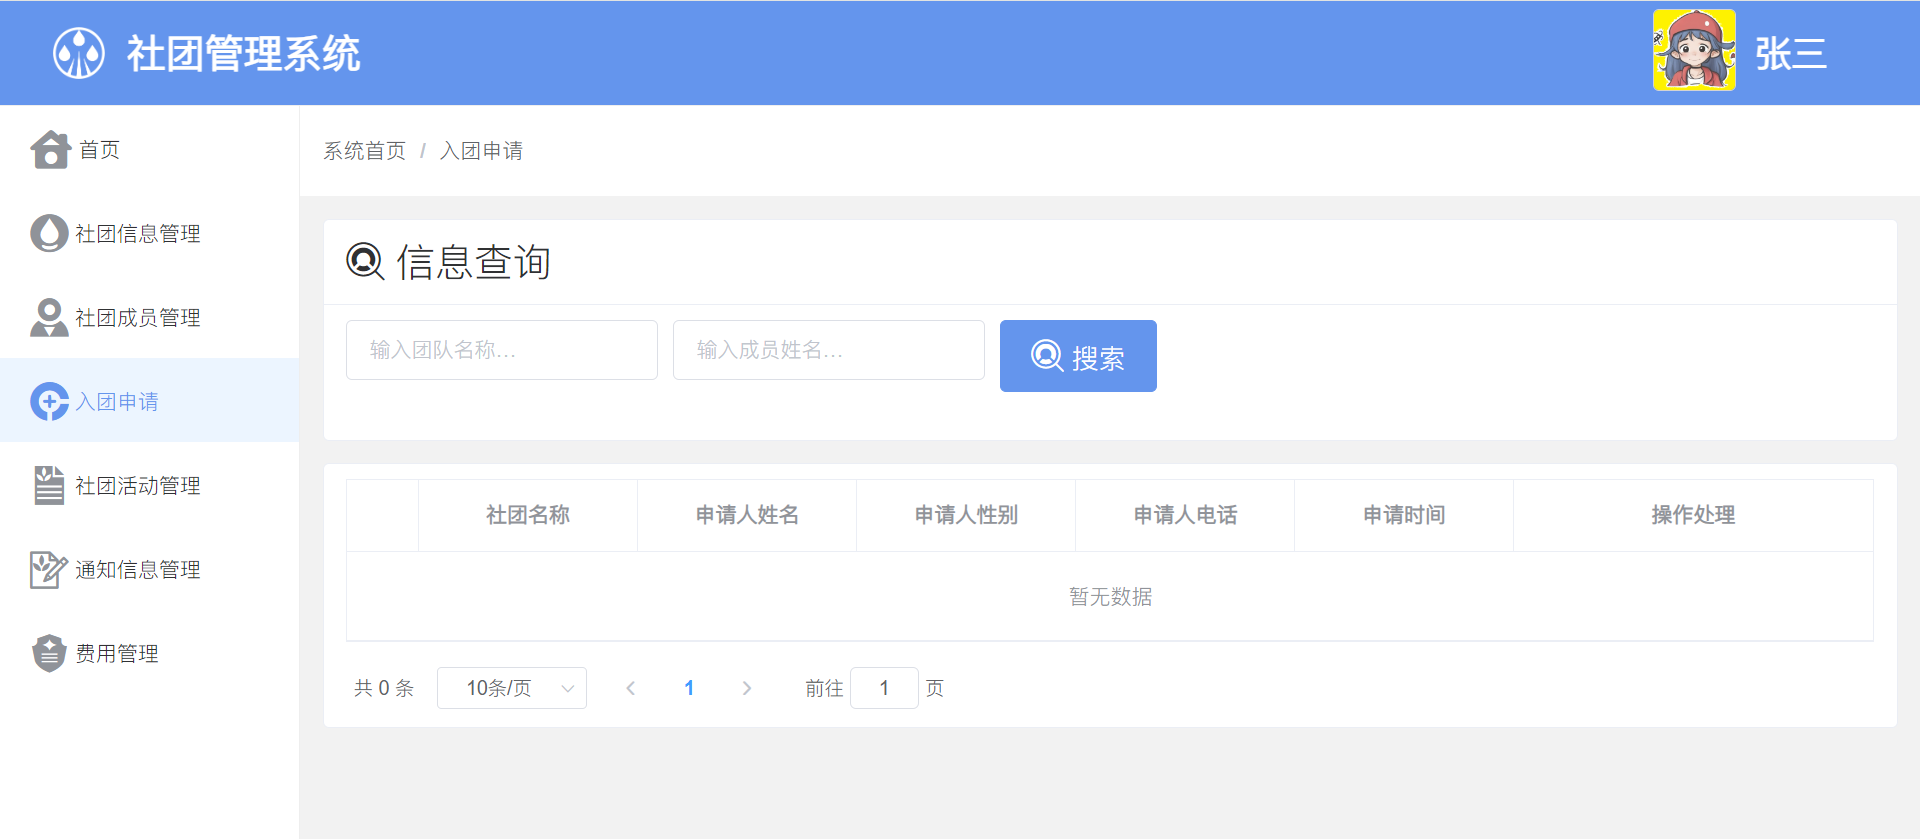 社团管理系统
张三
首页
社团信息管理
社团成员管理
入团申请
社团活动管理
通知信息管理
费用管理
系统首页 / 入团申请
信息查询
输入团队名称...
输入成员姓名...
搜索
社团名称 申请人姓名 申请人性别 申请人电话 申请时间 操作处理
暂无数据
共 0 条 10条/页 1 前往 1 页